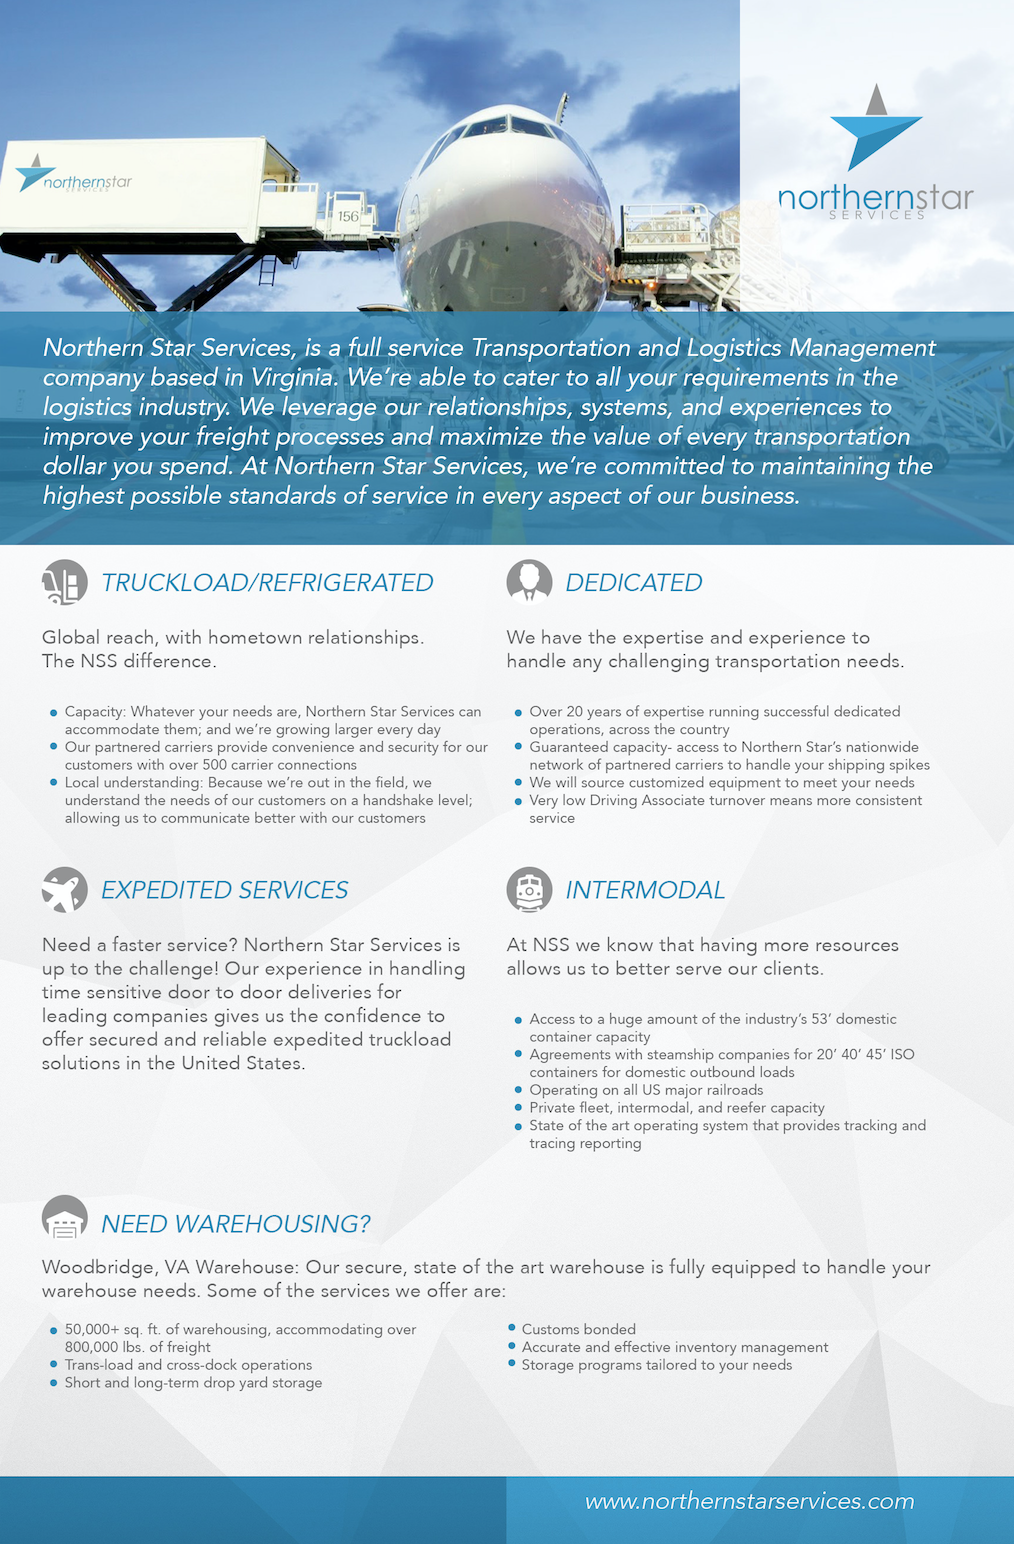 northernstar
SERVICES
156
northernstar
SERVICES
Northern Star Services, is a full service Transportation and Logistics Management
company based in Virginia. We're able to cater to all your requirements in the
logistics industry. We leverage our relationships, systems, and experiences to
improve your freight processes and maximize the value of every transportation
dollar you spend. At Northern Star Services, we're committed to maintaining the
highest possible standards of service in every aspect of our business.
TRUCKLOAD/REFRIGERATED
Global reach, with hometown relationships.
The NSS difference.
Capacity: Whatever your needs are, Northern Star Services can
accommodate them; and we're growing larger every day
Our partnered carriers provide convenience and security for our
customers with over 500 carrier connections
Local understanding: Because we're out in the field, we
understand the needs of our customers on a handshake level;
allowing us to communicate better with our customers
DEDICATED
We have the expertise and experience to
handle any challenging transportation needs.
Over 20 years of expertise running successful dedicated
operations, across the country
Guaranteed capacity- access to Northern Star's nationwide
network of partnered carriers to handle your shipping spikes
We will source customized equipment to meet your needs
Very low Driving Associate turnover means more consistent
service
EXPEDITED SERVICES
Need a faster service? Northern Star Services is
up to the challenge! Our experience in handling
time sensitive door to door deliveries for
leading companies gives us the confidence to
offer secured and reliable expedited truckload
solutions in the United States.
INTERMODAL
At NSS we know that having more resources
allows us to better serve our clients.
Access to a huge amount of the industry's 53' domestic
container capacity
Agreements with steamship companies for 20' 40' 45' ISO
containers for domestic outbound loads
Operating on all US major railroads
Private fleet, intermodal, and reefer capacity
State of the art operating system that provides tracking and
tracing reporting
NEED WAREHOUSING?
Woodbridge, VA Warehouse: Our secure, state of the art warehouse is fully equipped to handle your
warehouse needs. Some of the services we offer are:
50,000+ sq. ft. of warehousing, accommodating over
800,000 lbs. of freight
Trans-load and cross-dock operations
Short and long-term drop yard storage
Customs bonded
Accurate and effective inventory management
Storage programs tailored to your needs
www.northernstarservices.com